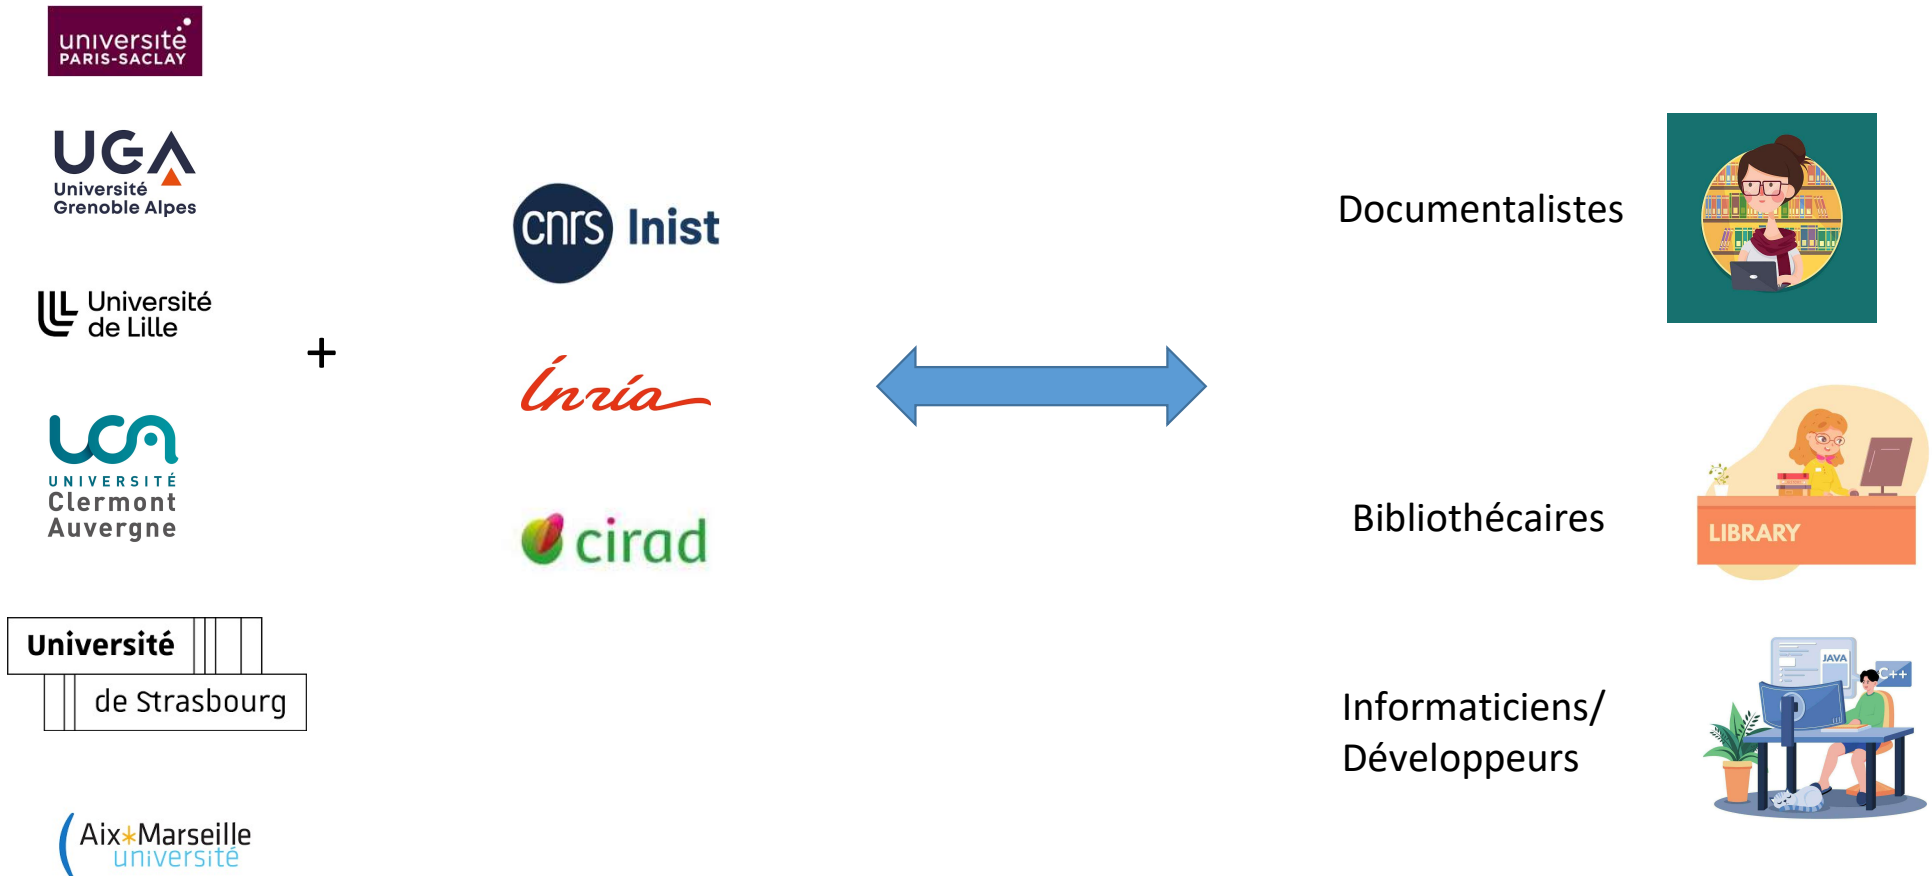 université
PARIS-SACLAY
UGA
Université
Grenoble Alpes
Université
de Lille
+
UCA
UNIVERSITÉ
Clermont
Auvergne
Université
de Strasbourg
Aix*Marseille
université
cnrs Inist
Inria
cirad
Documentalistes
Bibliothécaires
LIBRARY
Informaticiens/
Développeurs
JAVA
C++